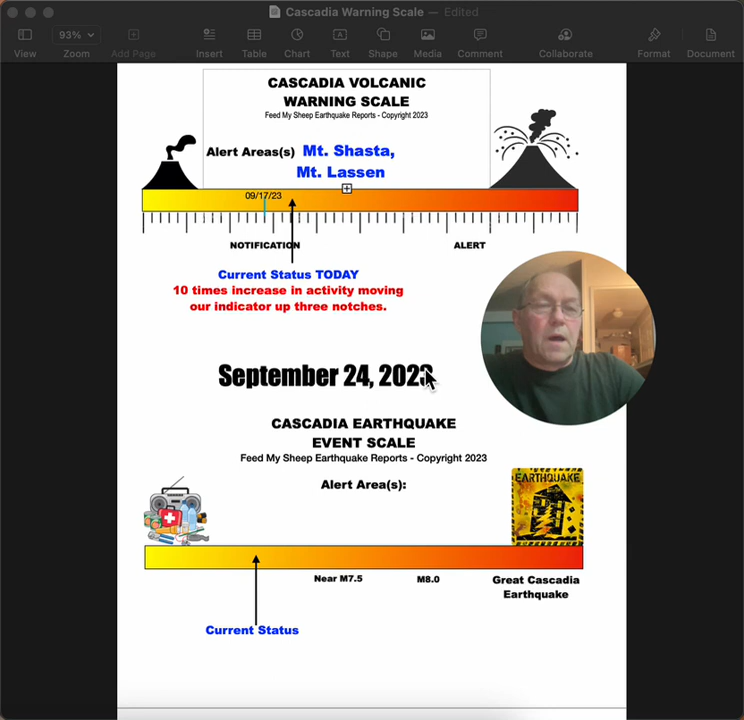 Cascadia Warning Scale — Edited
View
93%
Zoom
Add Page
Insert
Table
Chart
Text
Shape
Media
Comment
Collaborate
Format
Document
CASCADIA VOLCANIC
WARNING SCALE
Feed My Sheep Earthquake Reports - Copyright 2023
Alert Areas(s) Mt. Shasta,
Mt. Lassen
09/17/23
NOTIFICATION
ALERT
Current Status TODAY
10 times increase in activity moving
our indicator up three notches.
September 24, 2023
CASCADIA EARTHQUAKE
EVENT SCALE
Feed My Sheep Earthquake Reports - Copyright 2023
Alert Area(s):
EARTHQUAKE
Near M7.5
M8.0
Great Cascadia
Earthquake
Current Status